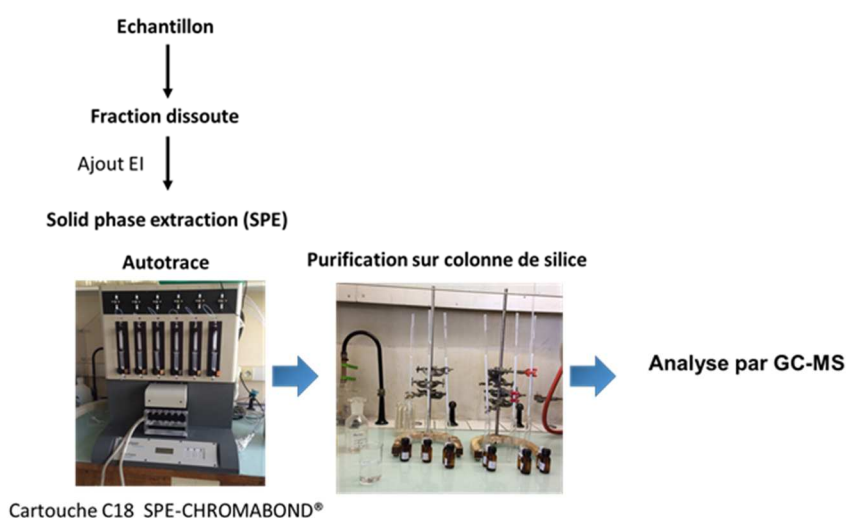 Echantillon
Fraction dissoute
Ajout EI
Solid phase extraction (SPE)
Autotrace
Purification sur colonne de silice
Analyse par GC-MS
Cartouche C18 SPE-CHROMABOND®